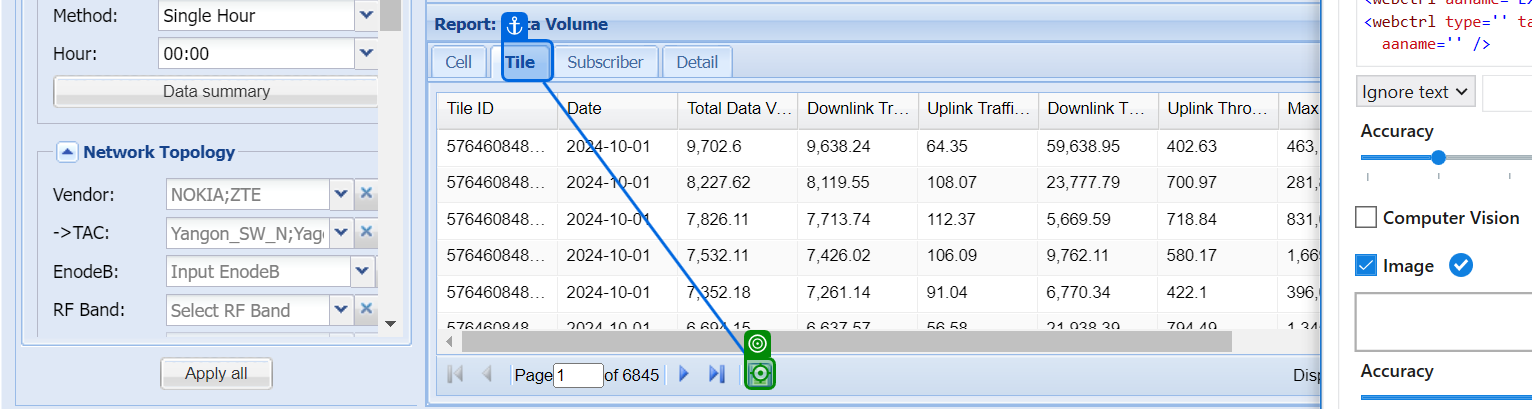 Method: Single Hour
Hour: 00:00
Data summary
Network Topology
Vendor: NOKIA;ZTE
->TAC: Yangon_SW_N;Yag
EnodeB: Input EnodeB
RF Band: Select RF Band
Apply all
Report: ta Volume
Cell Tile Subscriber Detail
Tile ID Date Total Data V... Downlink Tr... Uplink Traffi... Downlink T... Uplink Thro... Max
576460848... 2024-10-01 9,702.6 9,638.24 64.35 59,638.95 402.63 463,
576460848... 2024-10-01 8,227.62 8,119.55 108.07 23,777.79 700.97 281,
576460848... 2024-10-01 7,826.11 7,713.74 112.37 5,669.59 718.84 831,
576460848... 2024-10-01 7,532.11 7,426.02 106.09 9,762.11 580.17 1,66
576460848... 2024-10-01 7,352.18 7,261.14 91.04 6,770.34 422.1 396,
576460848 2024-10-01 6,694.15 6,637.57 56.58 21,938.39 794.49 1,34
Page 1 of 6845
Disp
<webctrl aaname='
<webctrl type='' ta
aaname='' />
Ignore text
Accuracy
Computer Vision
Image
Accuracy